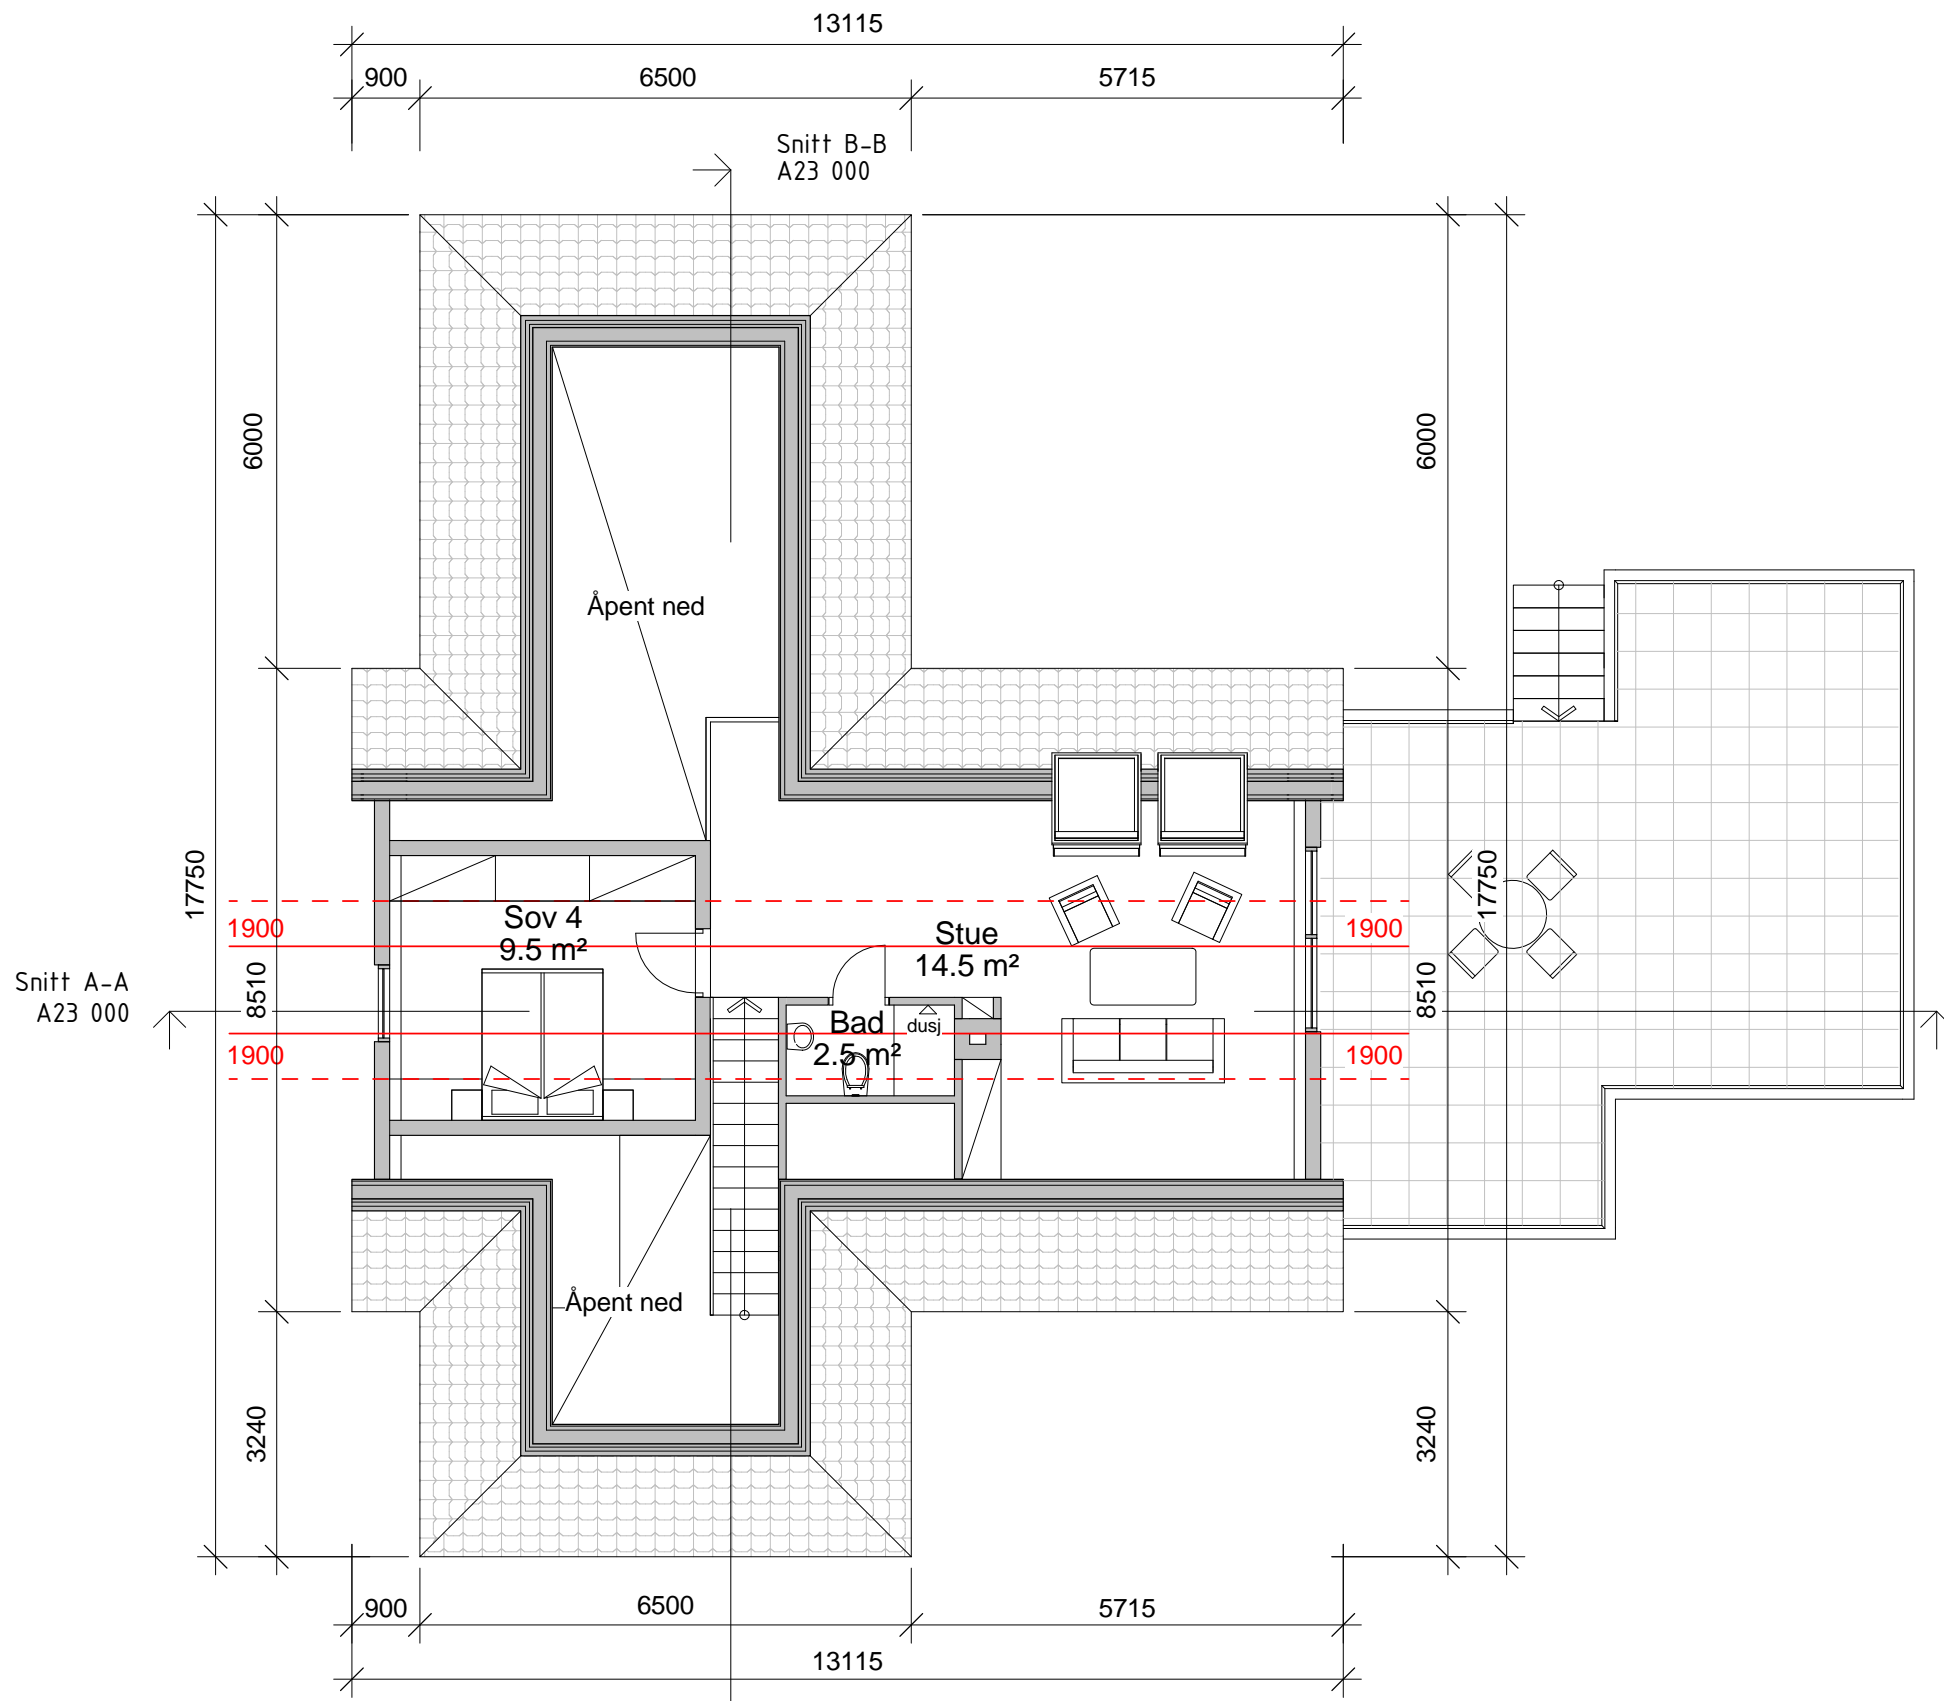 13115
900 6500 5715
Snitt B-B
A23 000
6000 6000
Åpent ned
17750 17750
1900 Sov 4 1900
9.5 m²
Stue
14.5 m²
Snitt A-A
A23 000
8510 8510
Bad dusj
2.5 m²
1900 1900
Åpent ned
3240 3240
900 6500 5715
13115